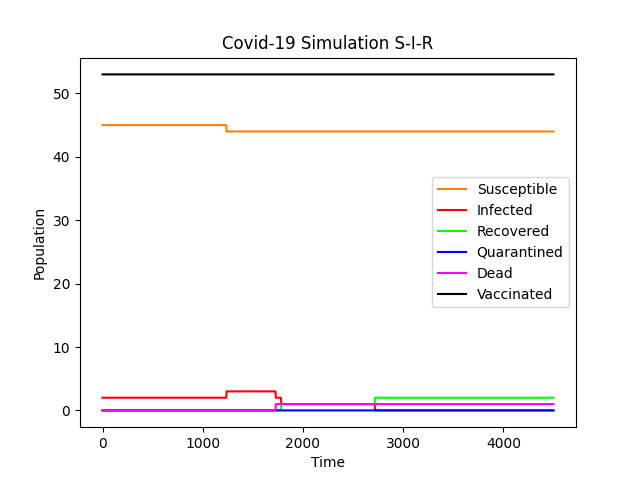 Covid-19 Simulation S-I-R
50
40
30
20
10
0
Population
Susceptible
Infected
Recovered
Quarantined
Dead
Vaccinated
0 1000 2000 3000 4000
Time